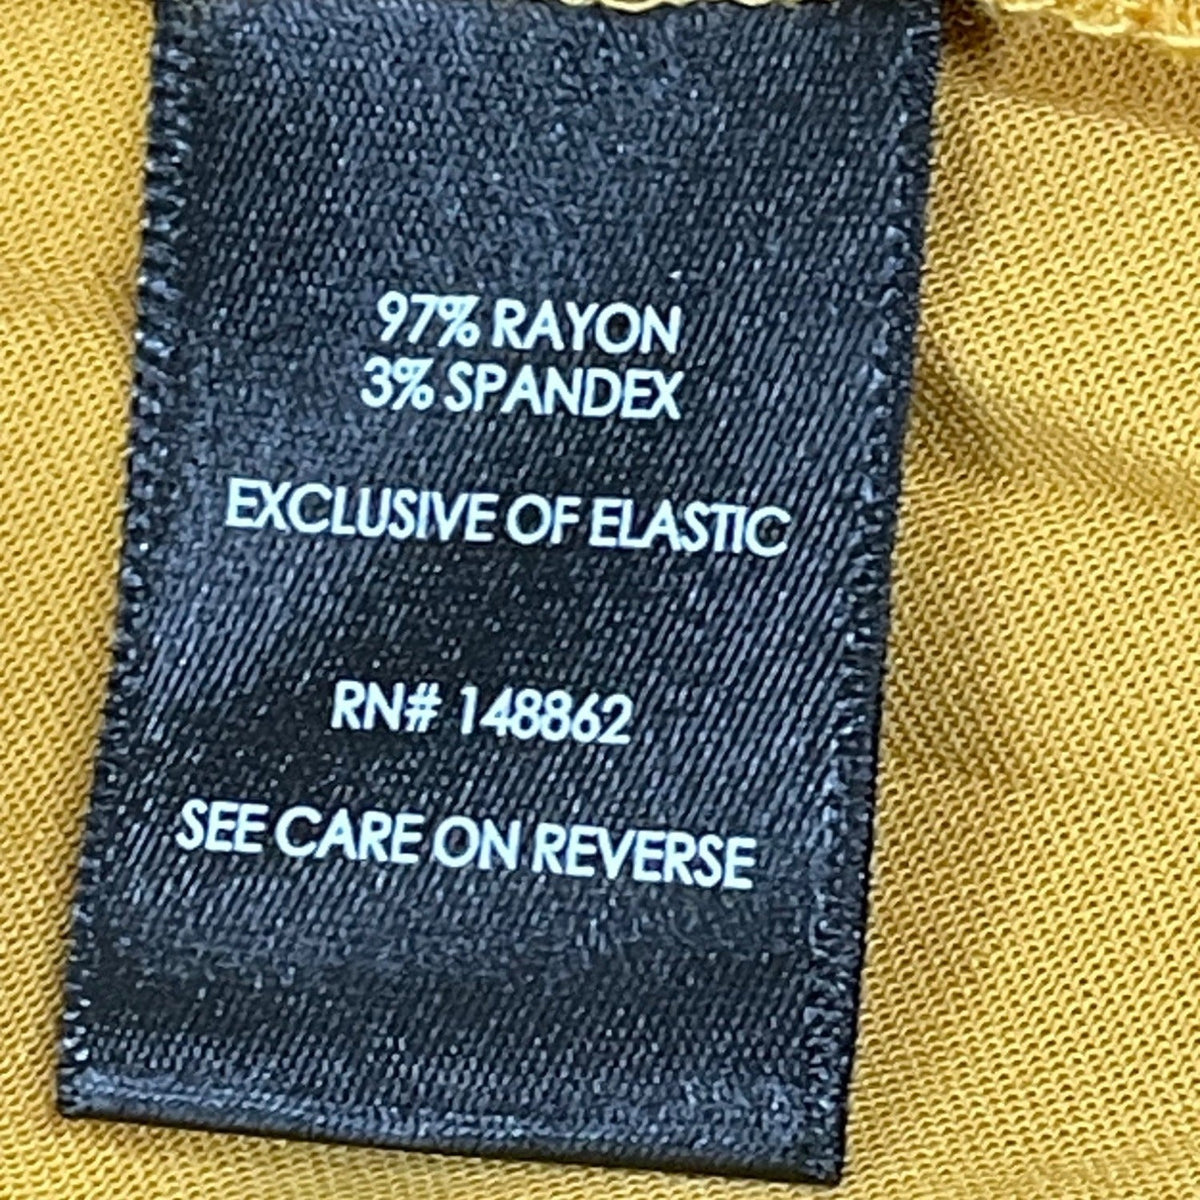 97% RAYON
3% SPANDEX
EXCLUSIVE OF ELASTIC
RN# 148862
SEE CARE ON REVERSE